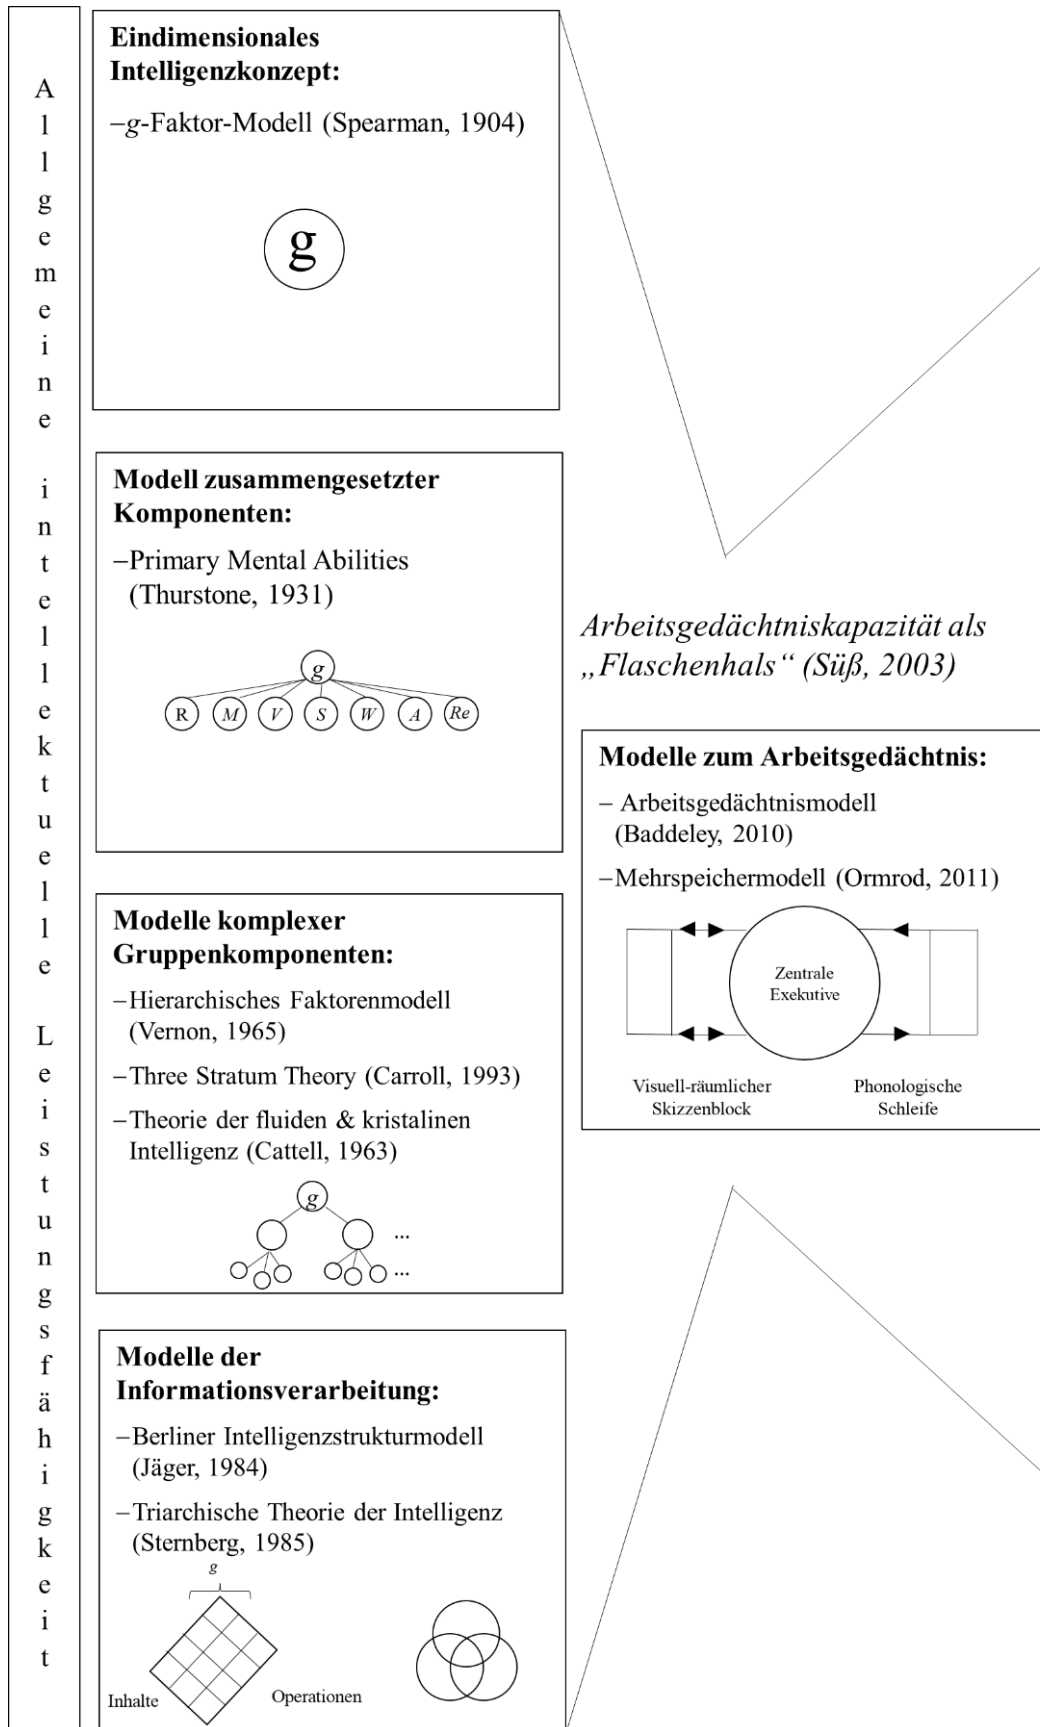 Allgemeine intellektuelle Leistungsfähigkeit
Eindimensionales
Intelligenzkonzept:
–g-Faktor-Modell (Spearman, 1904)
g
Modell zusammengesetzter
Komponenten:
–Primary Mental Abilities
(Thurstone, 1931)
g
R M V S W A Re
Modelle komplexer
Gruppenkomponenten:
–Hierarchisches Faktorenmodell
(Vernon, 1965)
–Three Stratum Theory (Carroll, 1993)
–Theorie der fluiden & kristalinen
Intelligenz (Cattell, 1963)
g
...
...
Modelle der
Informationsverarbeitung:
–Berliner Intelligenzstrukturmodell
(Jäger, 1984)
–Triarchische Theorie der Intelligenz
(Sternberg, 1985)
g
Inhalte
Operationen
Arbeitsgedächtniskapazität als
„Flaschenhals“ (Süß, 2003)
Modelle zum Arbeitsgedächtnis:
– Arbeitsgedächtnismodell
(Baddeley, 2010)
–Mehrspeichermodell (Ormrod, 2011)
Zentrale
Exekutive
Visuell-räumlicher
Skizzenblock
Phonologische
Schleife